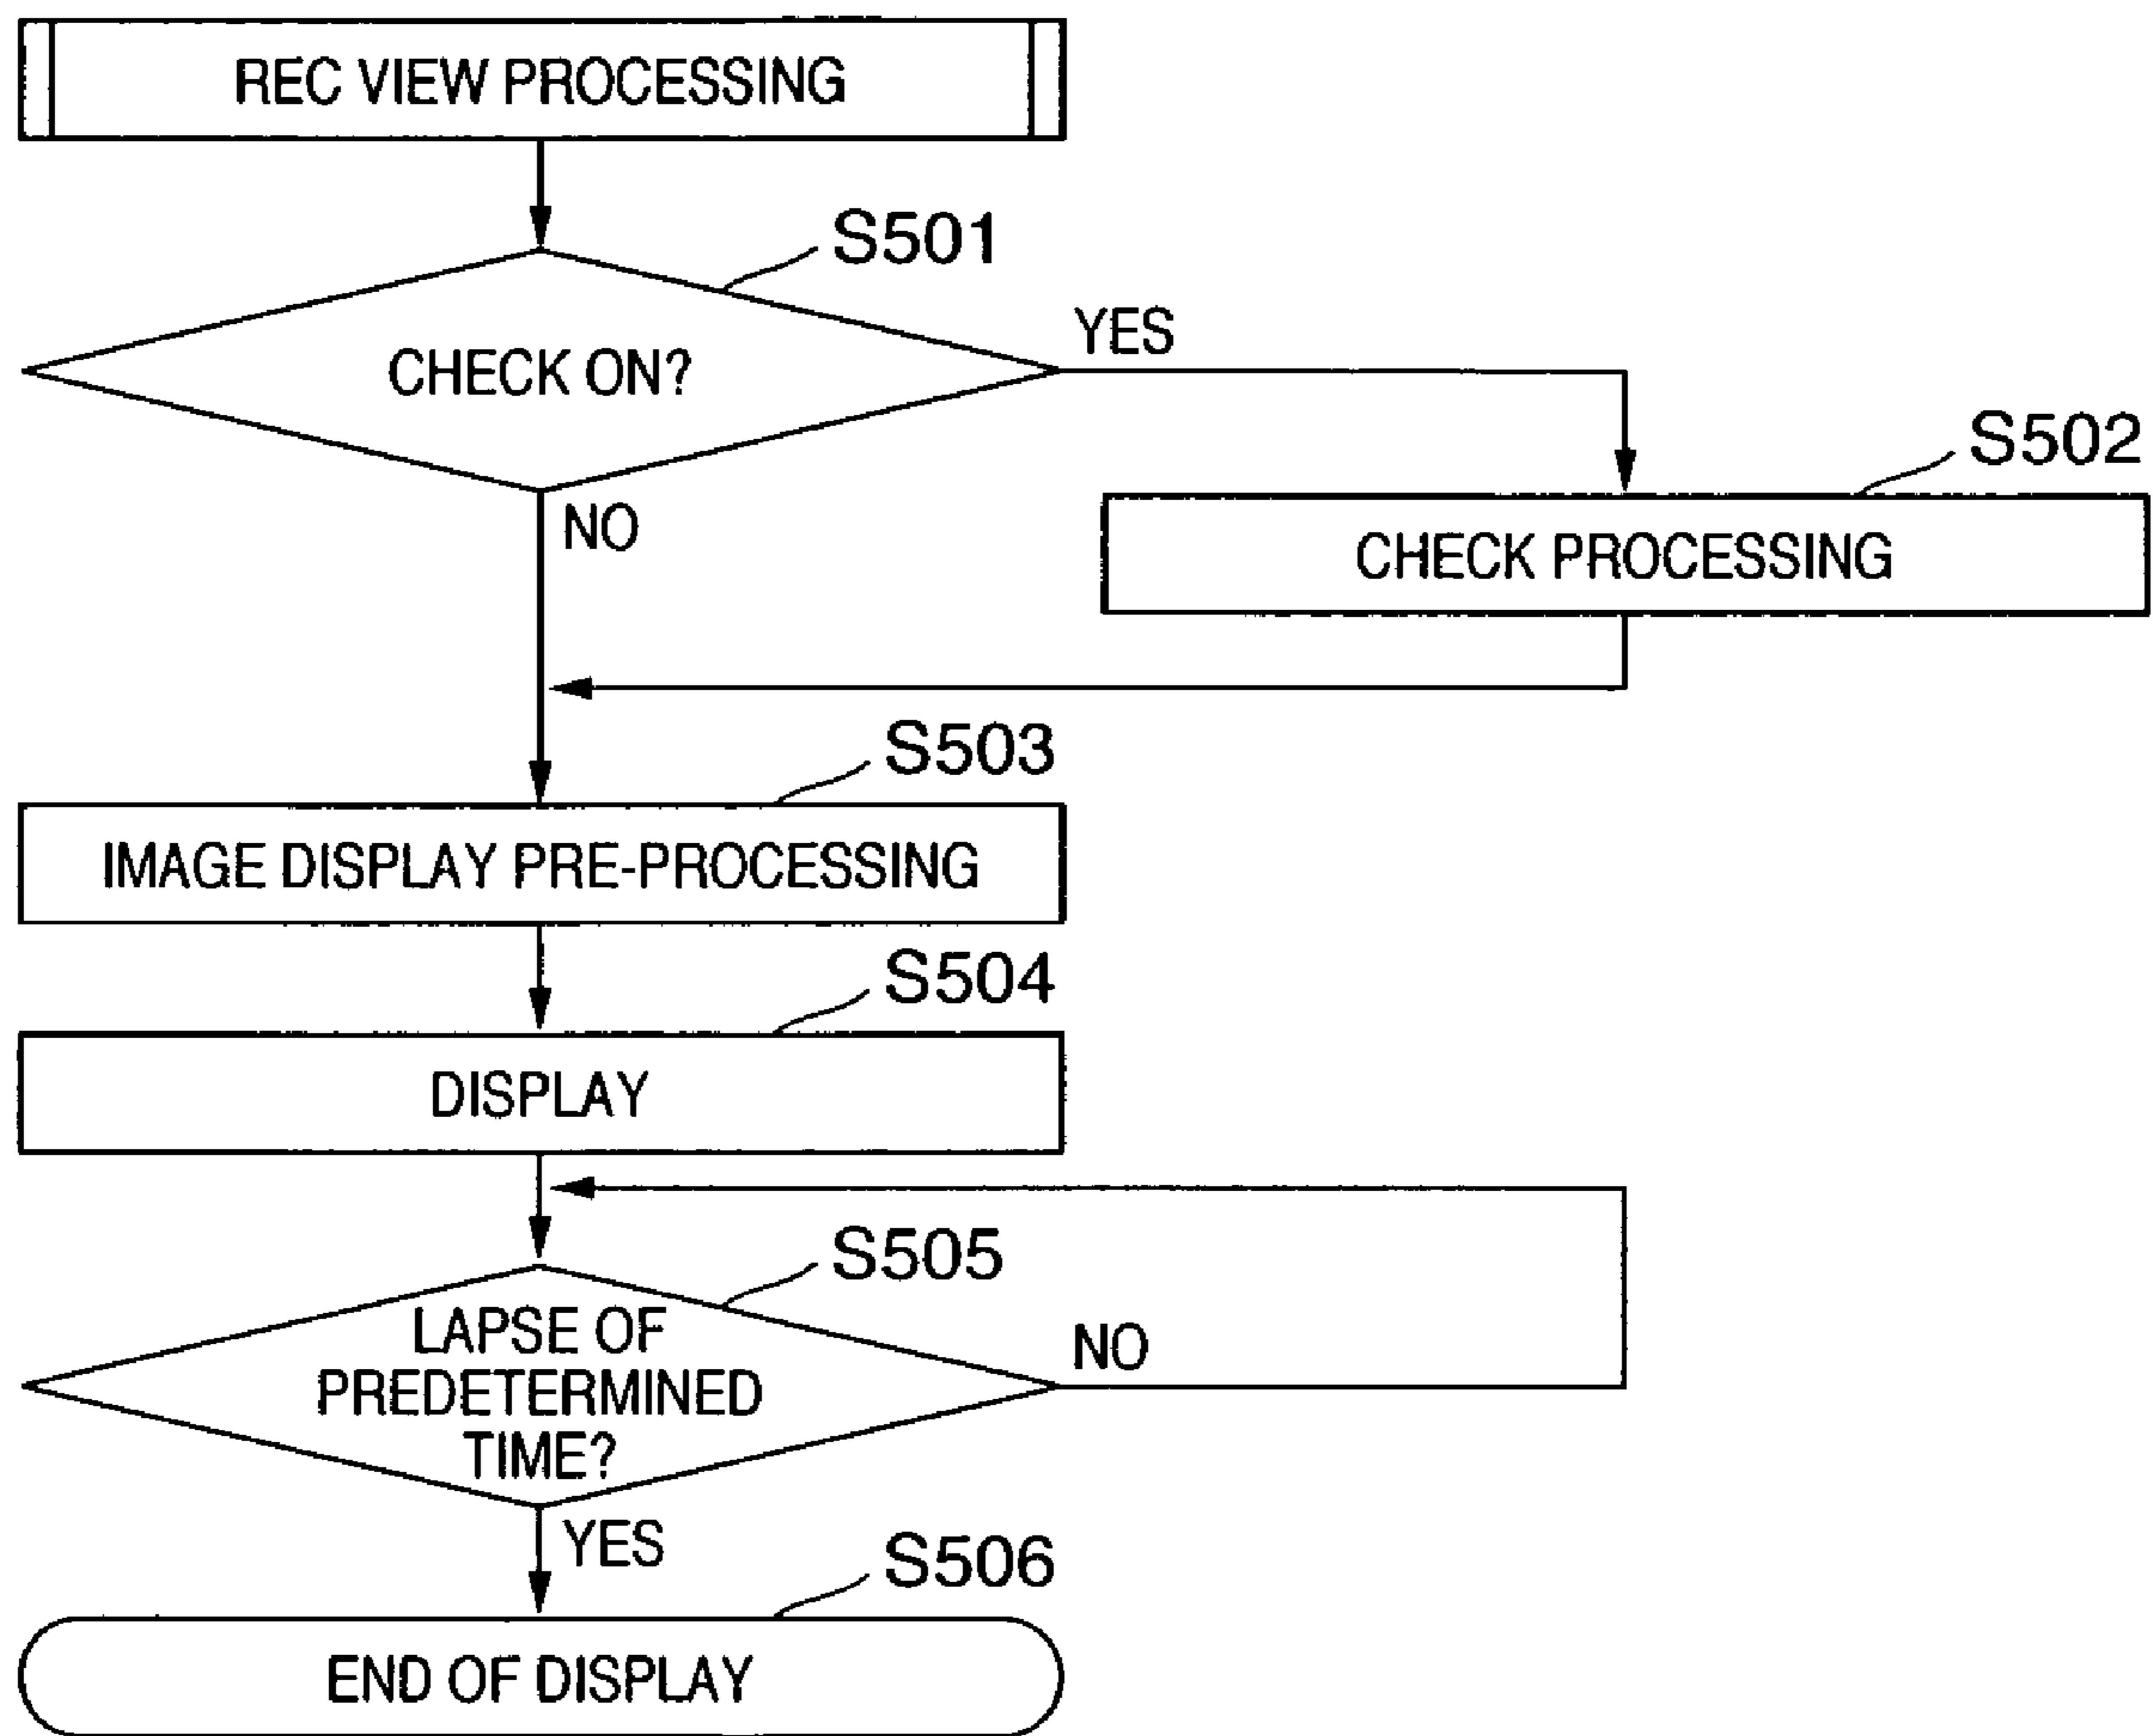 REC VIEW PROCESSING
S501
CHECK ON?
YES
NO
S502
CHECK PROCESSING
S503
IMAGE DISPLAY PRE-PROCESSING
S504
DISPLAY
S505
LAPSE OF
PREDETERMINED
TIME?
NO
YES
S506
END OF DISPLAY